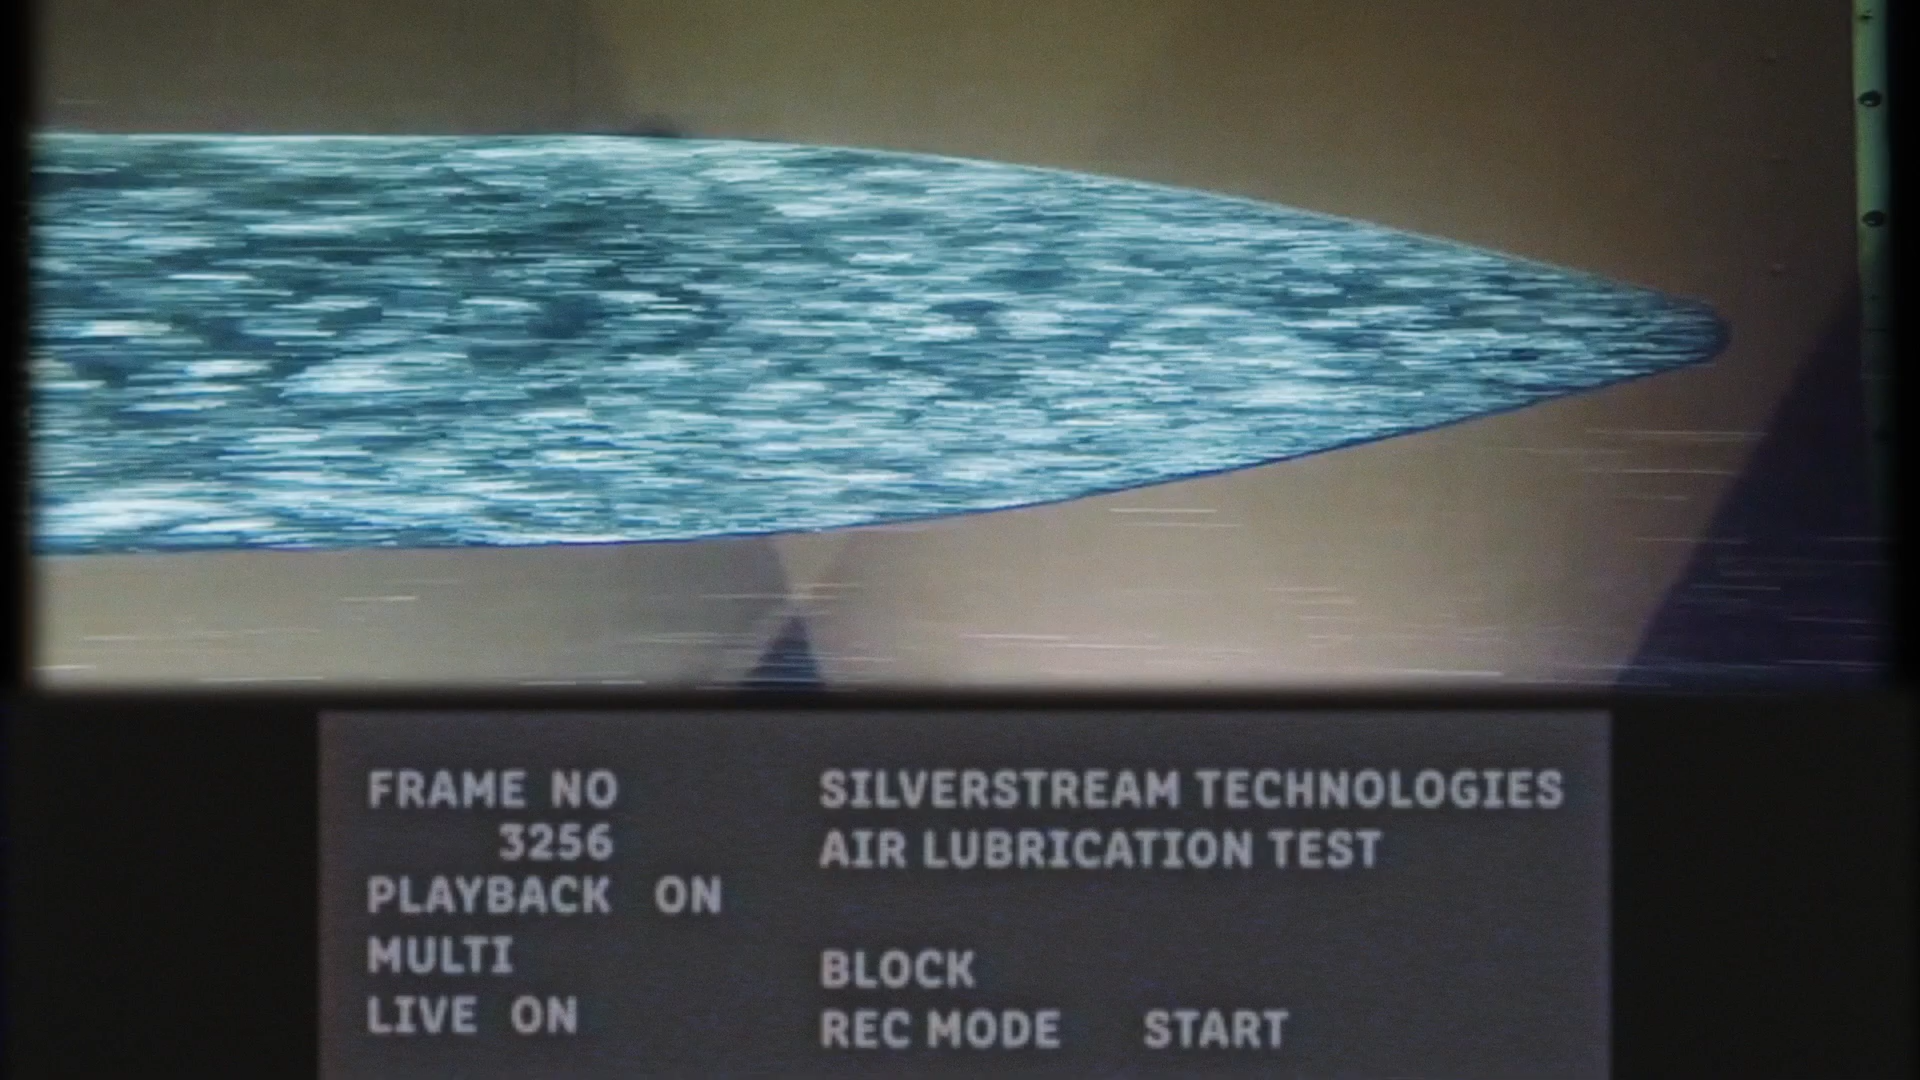 FRAME NO
3256
PLAYBACK ON
MULTI
LIVE ON
SILVERSTREAM TECHNOLOGIES
AIR LUBRICATION TEST
BLOCK
REC MODE START